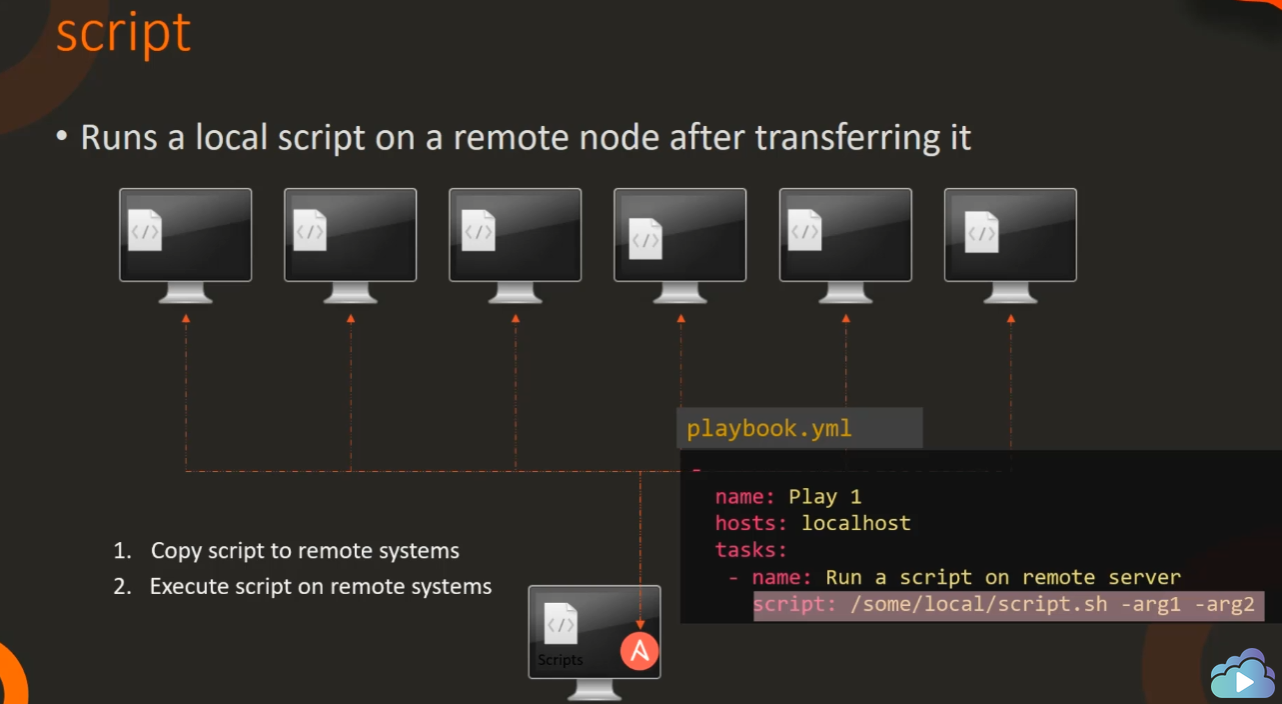 script
• Runs a local script on a remote node after transferring it
</>
</>
</>
</>
</>
</>
playbook.yml
-
name: Play 1
hosts: localhost
tasks:
- name: Run a script on remote server
script: /some/local/script.sh -arg1 -arg2
1. Copy script to remote systems
2. Execute script on remote systems
</>
Scripts
A